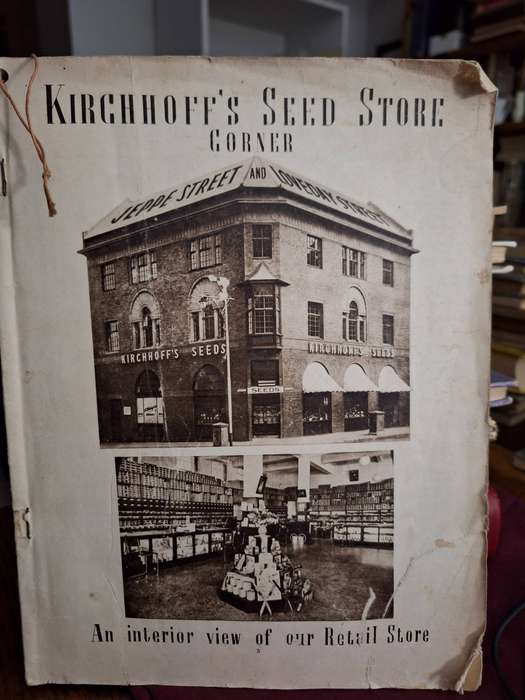 KIRCHHOFF'S SEED STORE
CORNER
JEPPE STREET AND LOVEDAY STREET
KIRCHHOFF'S SEEDS
KIRCHHOFF'S SEEDS
SEEDS
An interior view of our Retail Store